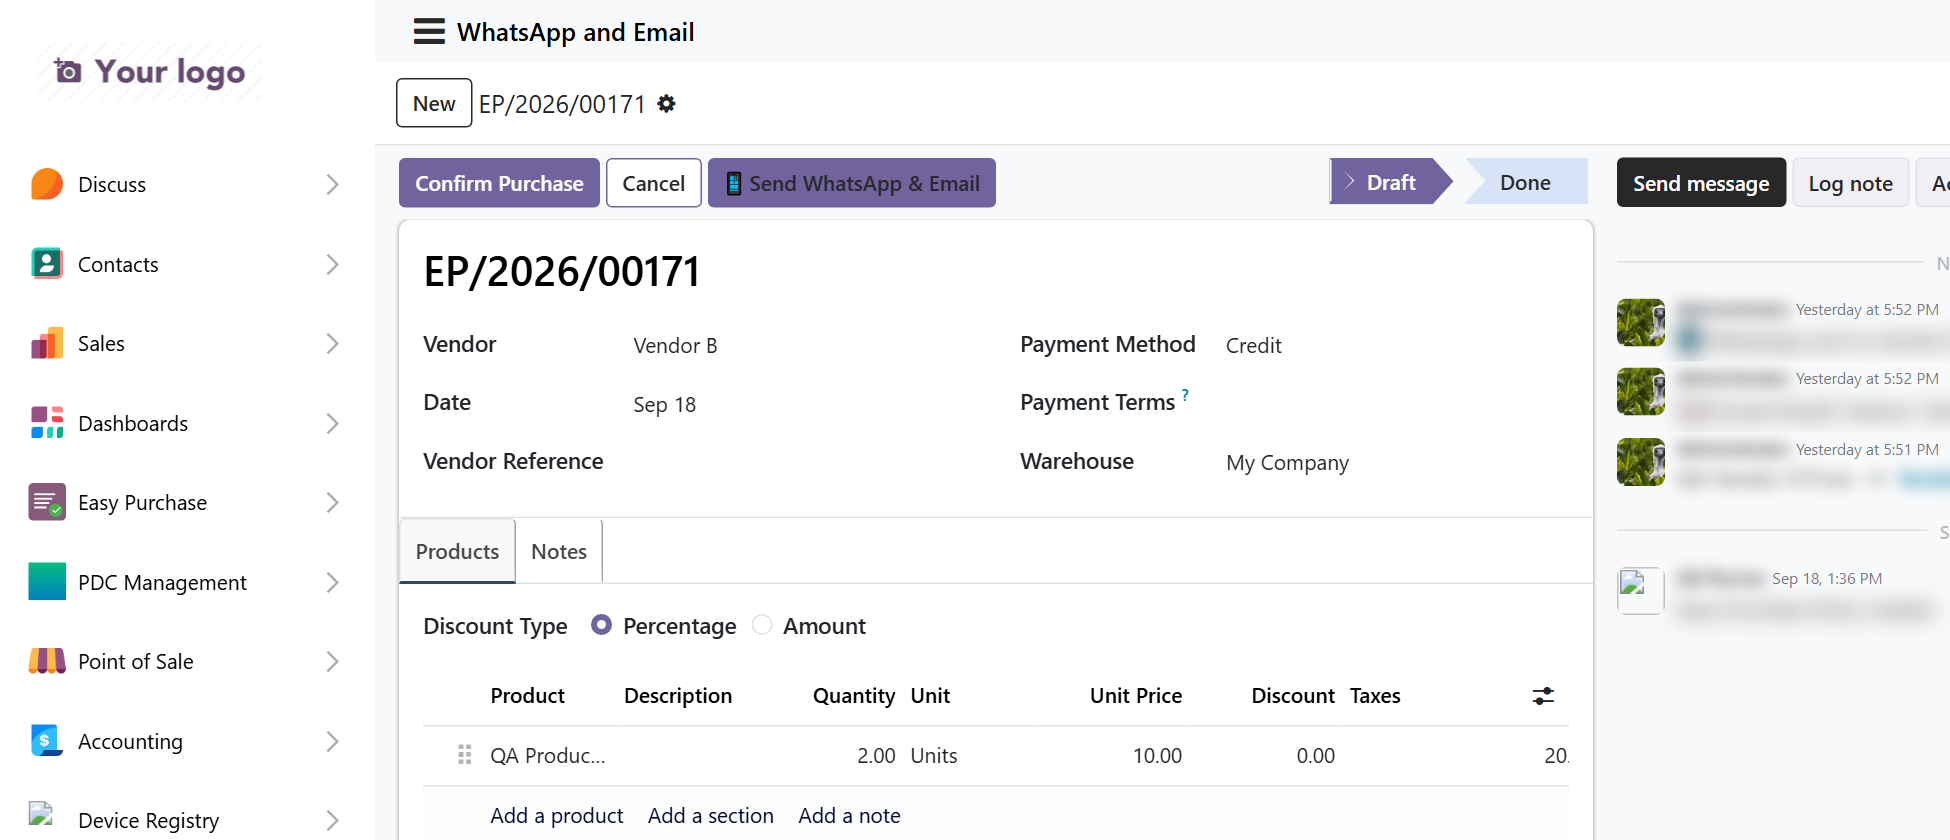 Your logo
Discuss
Contacts
Sales
Dashboards
Easy Purchase
PDC Management
Point of Sale
Accounting
Device Registry
WhatsApp and Email
New EP/2026/00171
Confirm Purchase Cancel Send WhatsApp & Email Draft Done
EP/2026/00171
Vendor Vendor B Payment Method Credit
Date Sep 18 Payment Terms ?
Vendor Reference Warehouse My Company
Products Notes
Discount Type Percentage Amount
Product Description Quantity Unit Unit Price Discount Taxes
QA Produc... 2.00 Units 10.00 0.00 20.
Add a product Add a section Add a note
Send message Log note
Yesterday at 5:52 PM
Yesterday at 5:52 PM
Yesterday at 5:51 PM
Sep 18, 1:36 PM